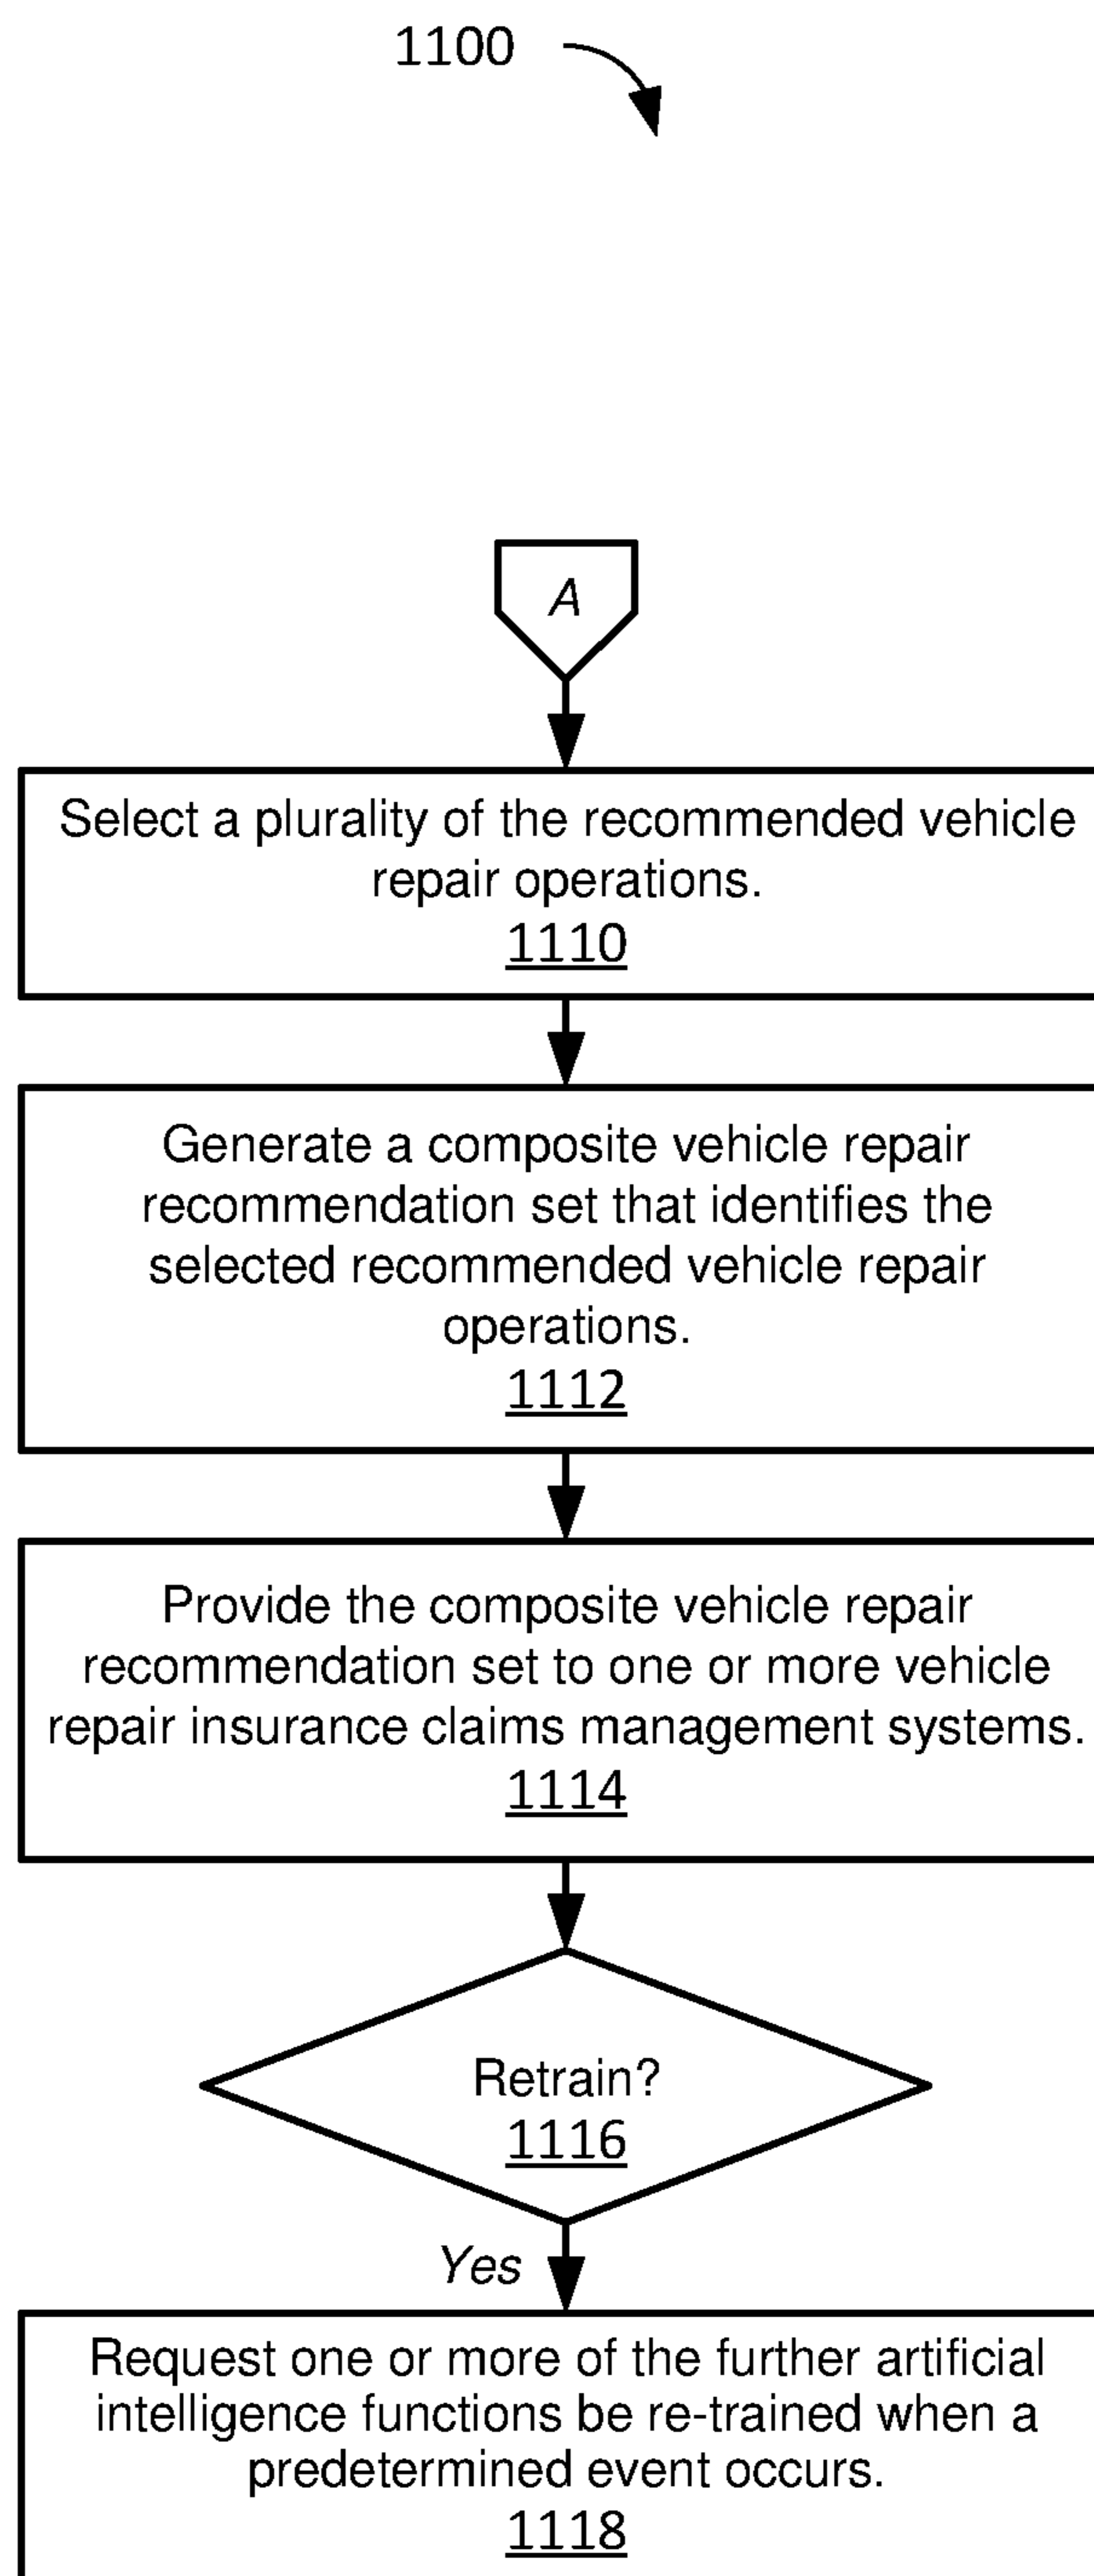 1100
A
Select a plurality of the recommended vehicle
repair operations.
1110
Generate a composite vehicle repair
recommendation set that identifies the
selected recommended vehicle repair
operations.
1112
Provide the composite vehicle repair
recommendation set to one or more vehicle
repair insurance claims management systems.
1114
Retrain?
1116
Yes
Request one or more of the further artificial
intelligence functions be re-trained when a
predetermined event occurs.
1118